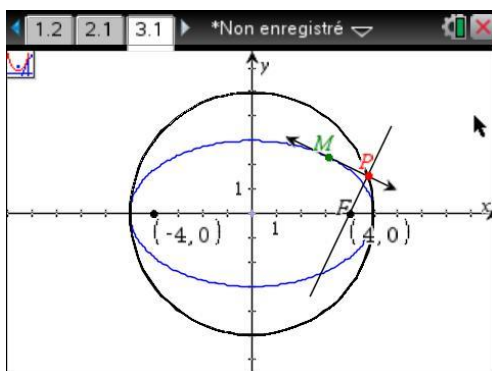 1.2 2.1 3.1 *Non enregistré
y
M
P
1
F
x
(-4,0) 1 (4,0)